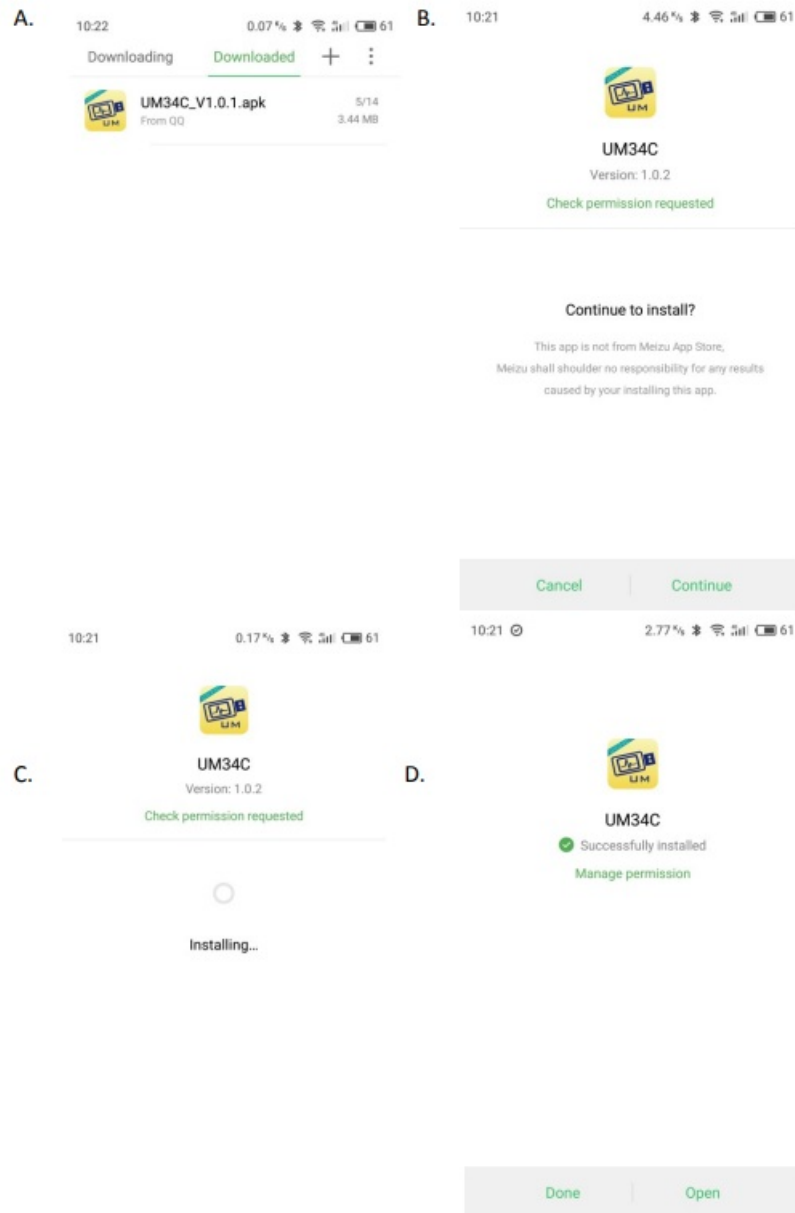 A.
10:22 0.07 K/s 61
Downloading Downloaded
UM34C_V1.0.1.apk 5/14
From QQ 3.44 MB
B.
10:21 4.46 K/s 61
UM
UM34C
Version: 1.0.2
Check permission requested
Continue to install?
This app is not from Meizu App Store,
Meizu shall shoulder no responsibility for any results
caused by your installing this app.
Cancel Continue
C.
10:21 0.17 K/s 61
UM
UM34C
Version: 1.0.2
Check permission requested
Installing...
D.
10:21 2.77 K/s 61
UM
UM34C
Successfully installed
Manage permission
Done Open